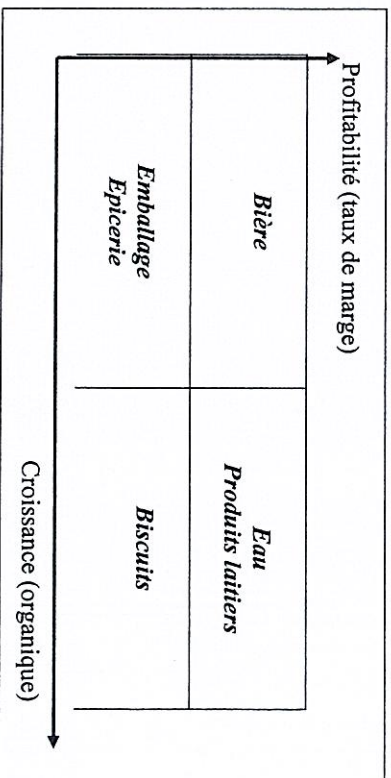 Profitabilité (taux de marge)
Bière
Eau
Produits laitiers
Emballage
Epicerie
Biscuits
Croissance (organique)